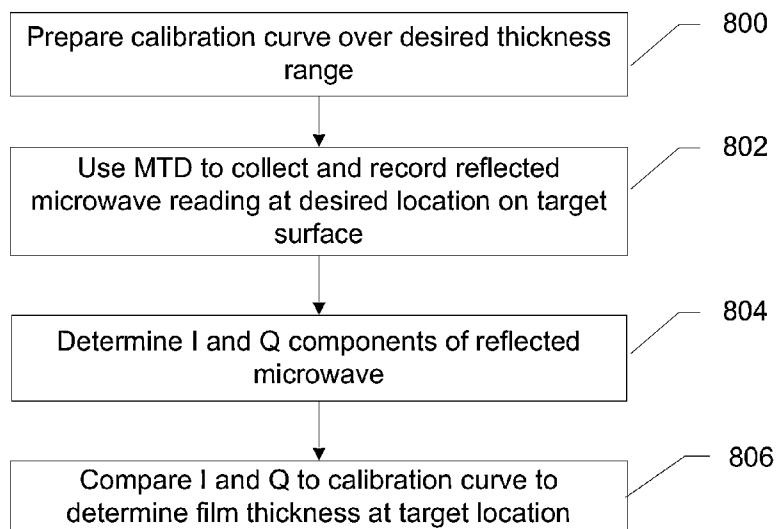 Prepare calibration curve over desired thickness
range
800
Use MTD to collect and record reflected
microwave reading at desired location on target
surface
802
Determine I and Q components of reflected
microwave
804
Compare I and Q to calibration curve to
determine film thickness at target location
806